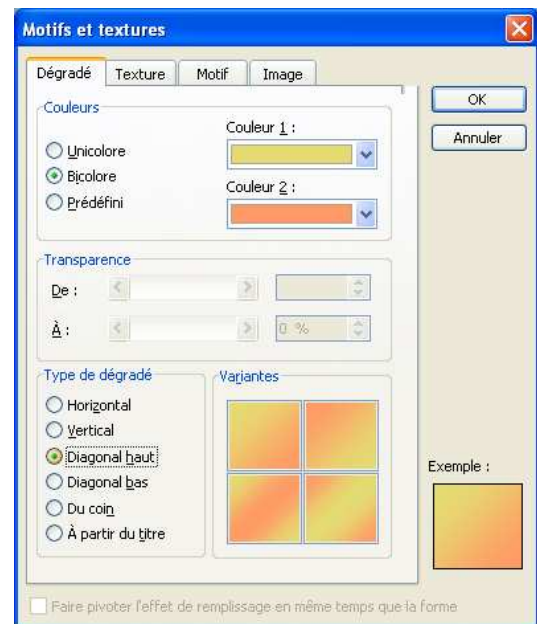 Motifs et textures
Dégradé Texture Motif Image
OK
Annuler
Couleurs
Unicolore
Bicolore
Prédéfini
Couleur 1 :
Couleur 2 :
Transparence
De :
À : 0 %
Type de dégradé
Horizontal
Vertical
Diagonal haut
Diagonal bas
Du coin
À partir du titre
Variantes
Exemple :
Faire pivoter l'effet de remplissage en même temps que la forme